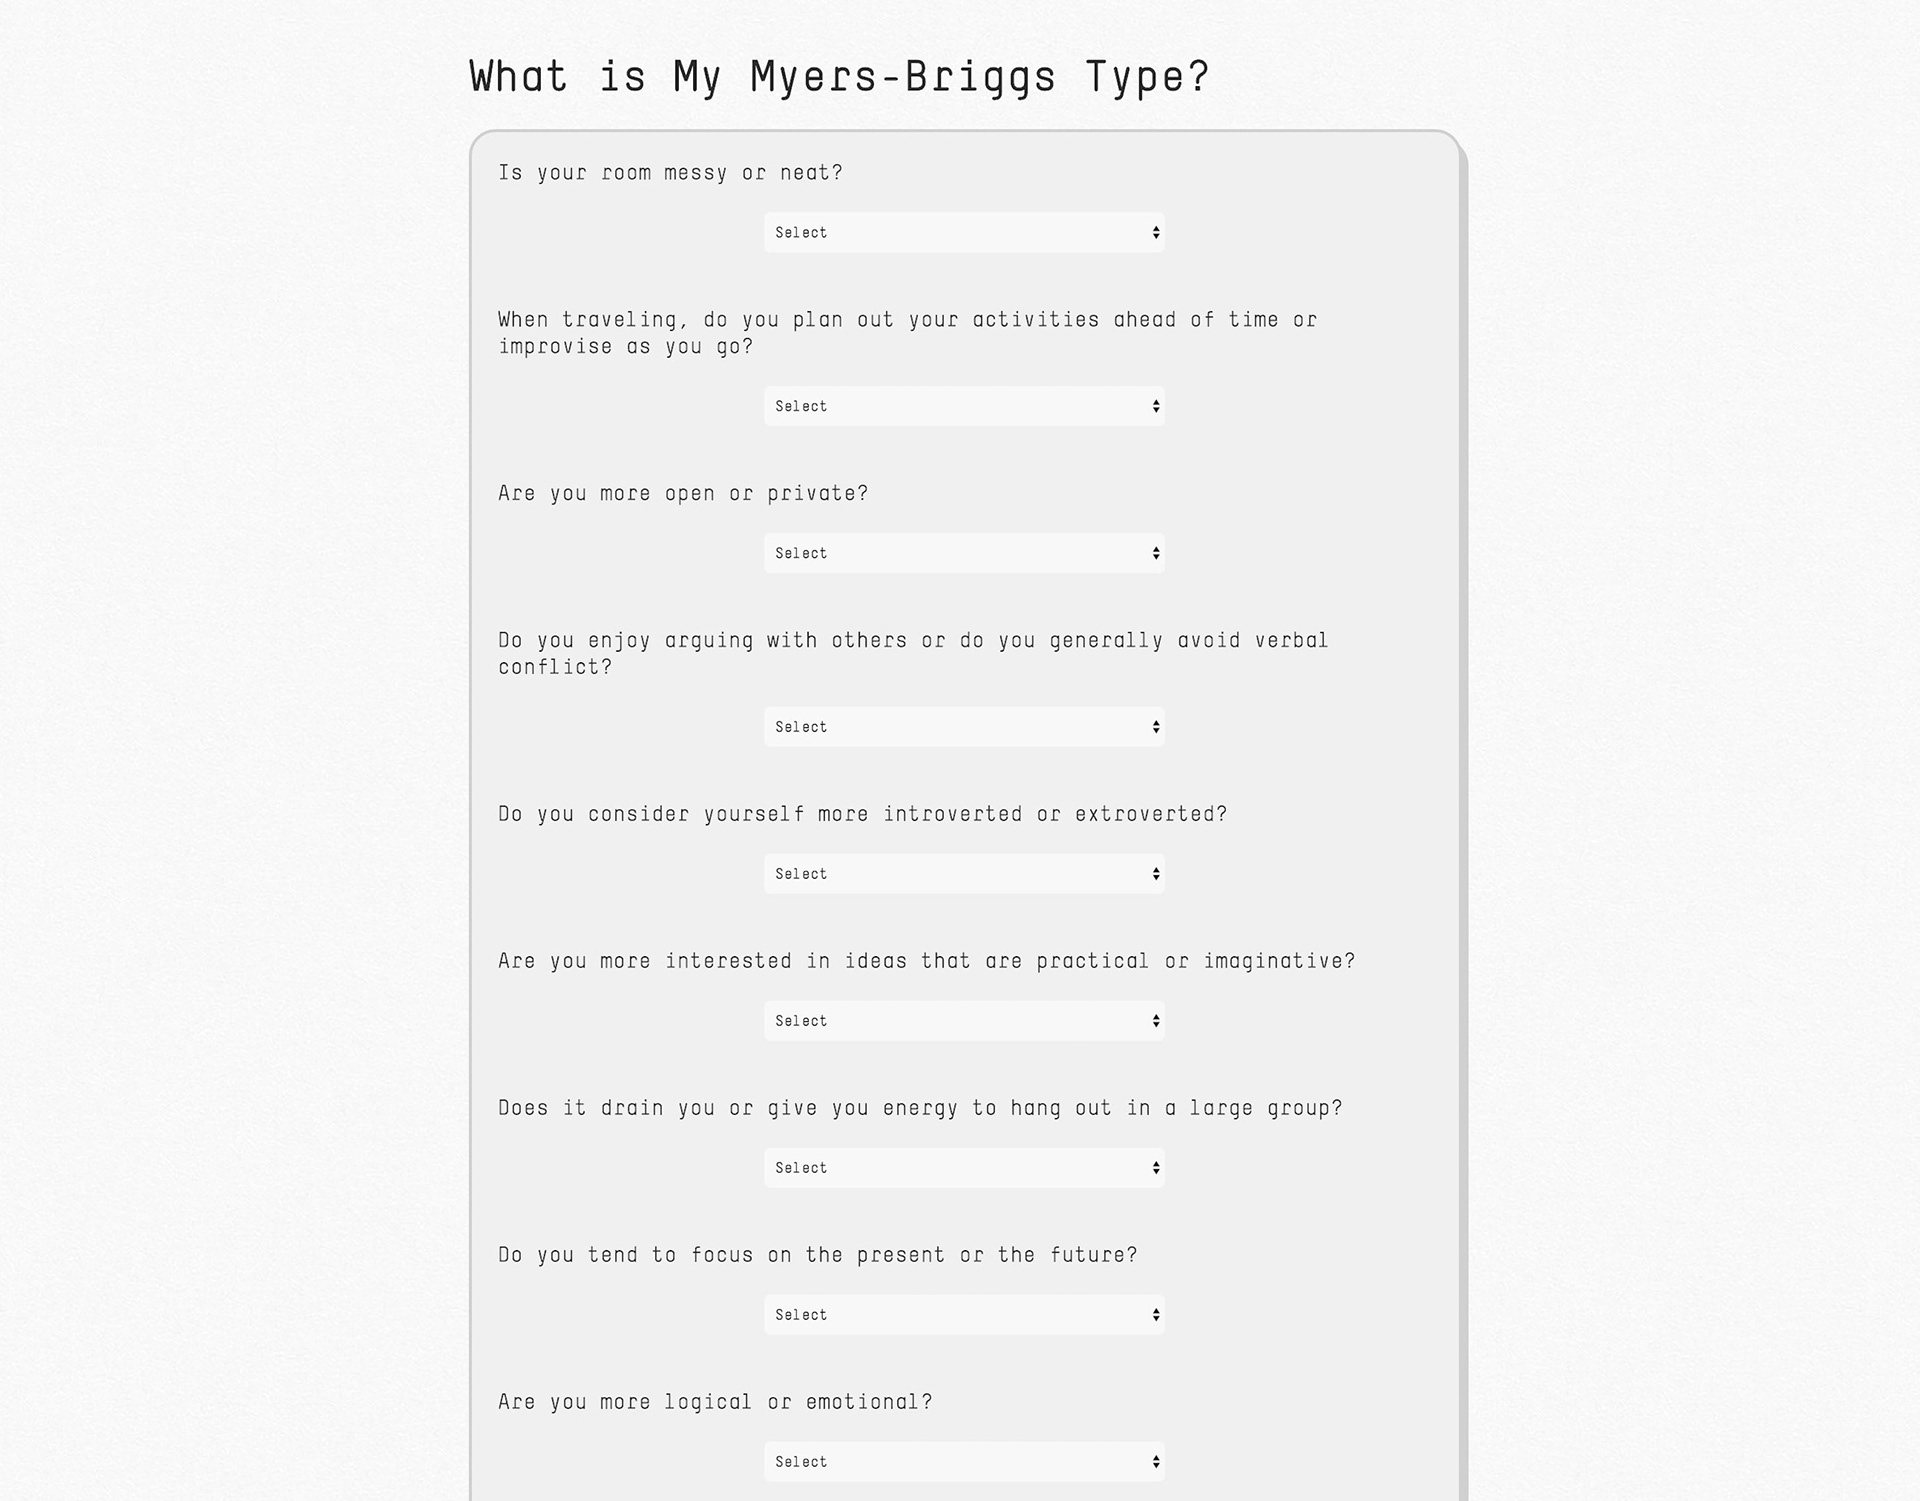 What is My Myers-Briggs Type?
Is your room messy or neat?
Select
When traveling, do you plan out your activities ahead of time or
improvise as you go?
Select
Are you more open or private?
Select
Do you enjoy arguing with others or do you generally avoid verbal
conflict?
Select
Do you consider yourself more introverted or extroverted?
Select
Are you more interested in ideas that are practical or imaginative?
Select
Does it drain you or give you energy to hang out in a large group?
Select
Do you tend to focus on the present or the future?
Select
Are you more logical or emotional?
Select